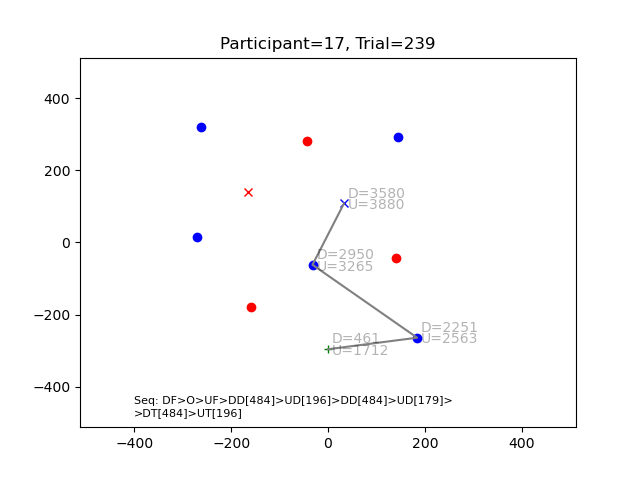 Participant=17, Trial=239
400
200
0
−200
−400
D=3580
U=3880
D=2950
U=3265
D=2251
U=2563
D=461
U=1712
Seq: DF>O>UF>DD[484]>UD[196]>DD[484]>UD[179]>
>DT[484]>UT[196]
−400 −200 0 200 400